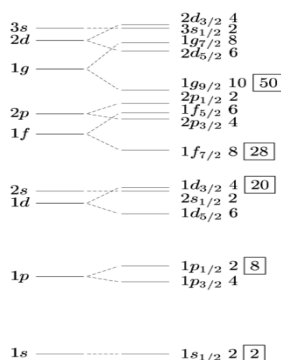 3s
2d
1g
2p
1f
2s
1d
1p
1s
2d3/2 4
3s1/2 2
1g7/2 8
2d5/2 6
1g9/2 10 50
2p1/2 2
1f5/2 6
2p3/2 4
1f7/2 8 28
1d3/2 4 20
2s1/2 2
1d5/2 6
1p1/2 2 8
1p3/2 4
1s1/2 2 2